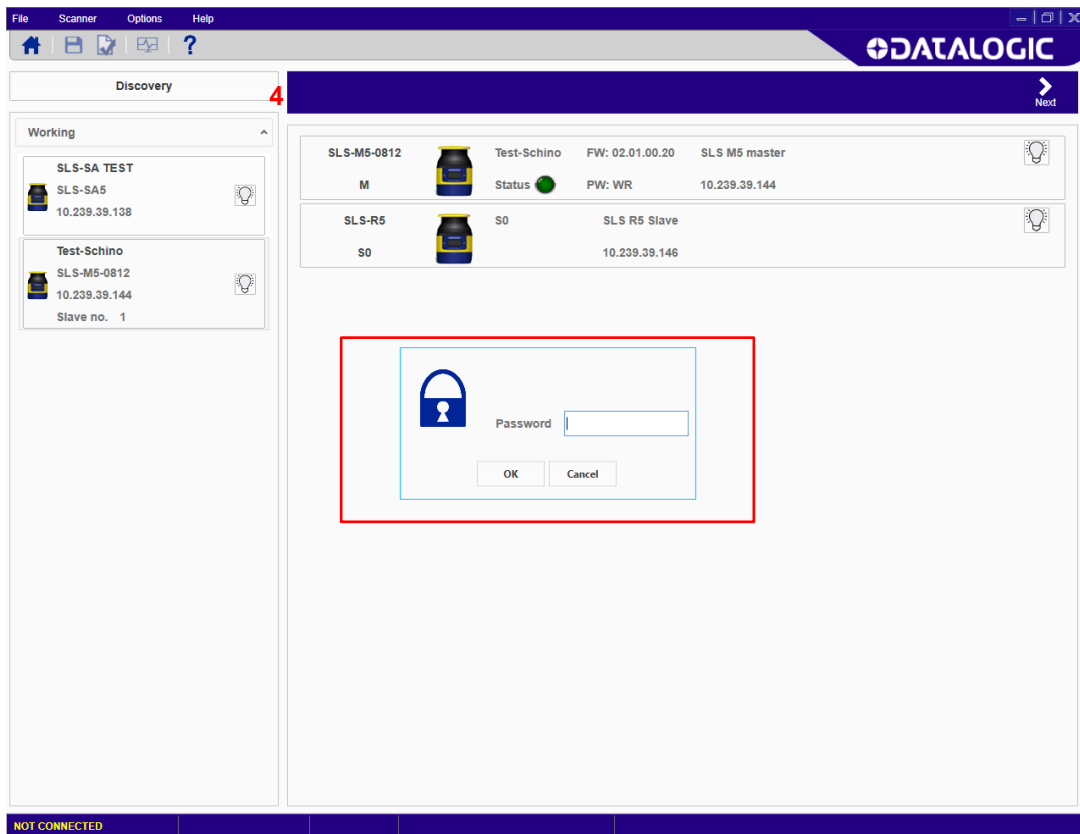 File Scanner Options Help
?
DATALOGIC
Discovery
4
Next
Working
SLS-SA TEST
SLS-SA5
10.239.39.138
Test-Schino
SLS-M5-0812
10.239.39.144
Slave no. 1
SLS-M5-0812 Test-Schino FW: 02.01.00.20 SLS M5 master
M Status PW: WR 10.239.39.144
SLS-R5 S0 SLS R5 Slave
S0 10.239.39.146
Password
OK Cancel
NOT CONNECTED